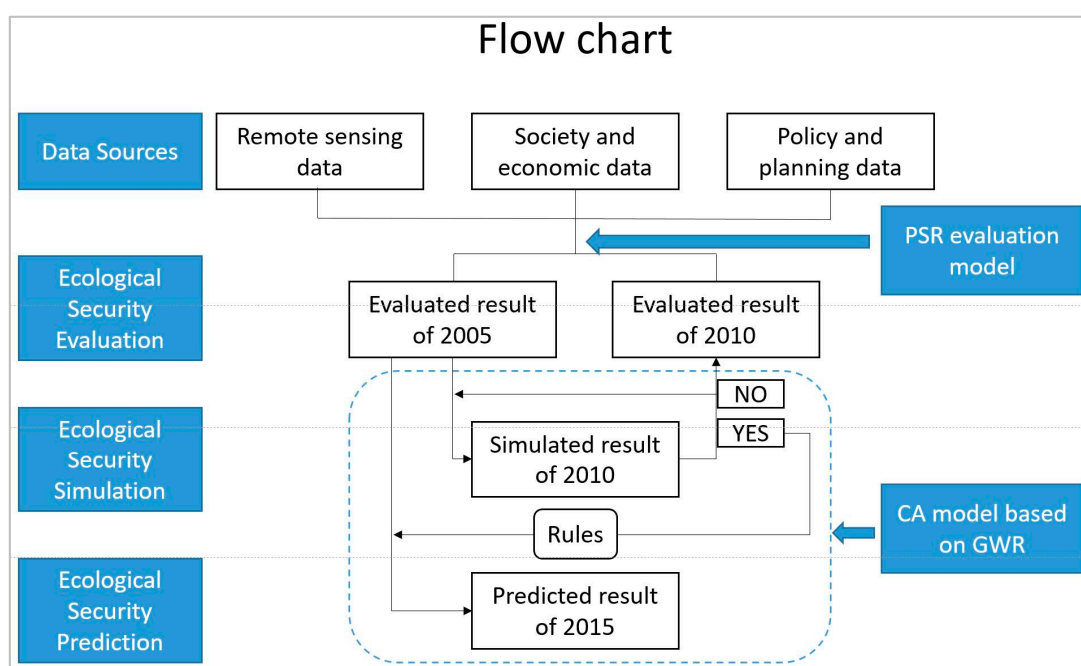 Flow chart
Data Sources
Remote sensing
data
Society and
economic data
Policy and
planning data
PSR evaluation
model
Ecological
Security
Evaluation
Evaluated result
of 2005
Evaluated result
of 2010
NO
YES
Ecological
Security
Simulation
Simulated result
of 2010
CA model based
on GWR
Rules
Ecological
Security
Prediction
Predicted result
of 2015